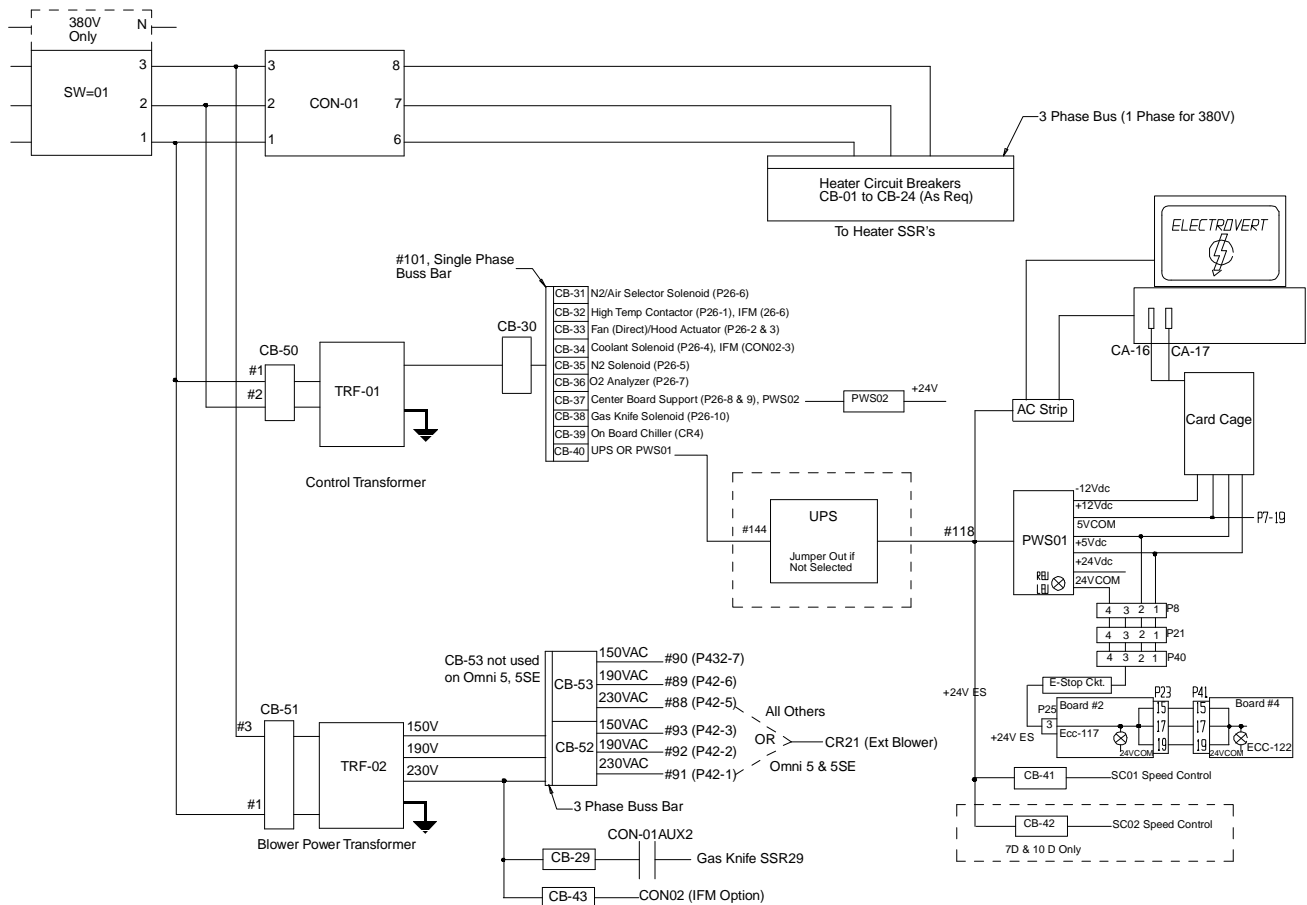 380V N
Only
3
SW=01
2
1
3 8
CON-01
2 7
1 6
3 Phase Bus (1 Phase for 380V)
Heater Circuit Breakers
CB-01 to CB-24 (As Req)
To Heater SSR's
ELECTROVERT
CA-16 CA-17
AC Strip
Card Cage
#101, Single Phase
Buss Bar
CB-30
CB-31 N2/Air Selector Solenoid (P26-6)
CB-32 High Temp Contactor (P26-1), IFM (26-6)
CB-33 Fan (Direct)/Hood Actuator (P26-2 & 3)
CB-34 Coolant Solenoid (P26-4), IFM (CON02-3)
CB-35 N2 Solenoid (P26-5)
CB-36 O2 Analyzer (P26-7)
CB-37 Center Board Support (P26-8 & 9), PWS02
CB-38 Gas Knife Solenoid (P26-10)
CB-39 On Board Chiller (CR4)
CB-40 UPS OR PWS01
PWS02
+24V
CB-50
#1
#2
TRF-01
Control Transformer
#144
UPS
Jumper Out if
Not Selected
#118
PWS01
-12Vdc
+12Vdc
5VCOM
+5Vdc
+24Vdc
24VCOM
P7-19
4 3 2 1 P8
4 3 2 1 P21
4 3 2 1 P40
E-Stop Ckt.
+24V ES
P25
3
+24V ES
Board #2
Ecc-117
24VCOM
P23
15
17
19
P41
15
17
19
Board #4
ECC-122
24VCOM
CB-41 SC01 Speed Control
CB-42 SC02 Speed Control
7D & 10 D Only
CB-53 not used
on Omni 5, 5SE
CB-53
150VAC #90 (P432-7)
190VAC #89 (P42-6)
230VAC #88 (P42-5)
CB-52
150VAC #93 (P42-3)
190VAC #92 (P42-2)
230VAC #91 (P42-1)
All Others
OR
Omni 5 & 5SE
CR21 (Ext Blower)
3 Phase Buss Bar
CB-51
#3
#1
TRF-02
150V
190V
230V
Blower Power Transformer
CON-01AUX2
CB-29 Gas Knife SSR29
CB-43 CON02 (IFM Option)